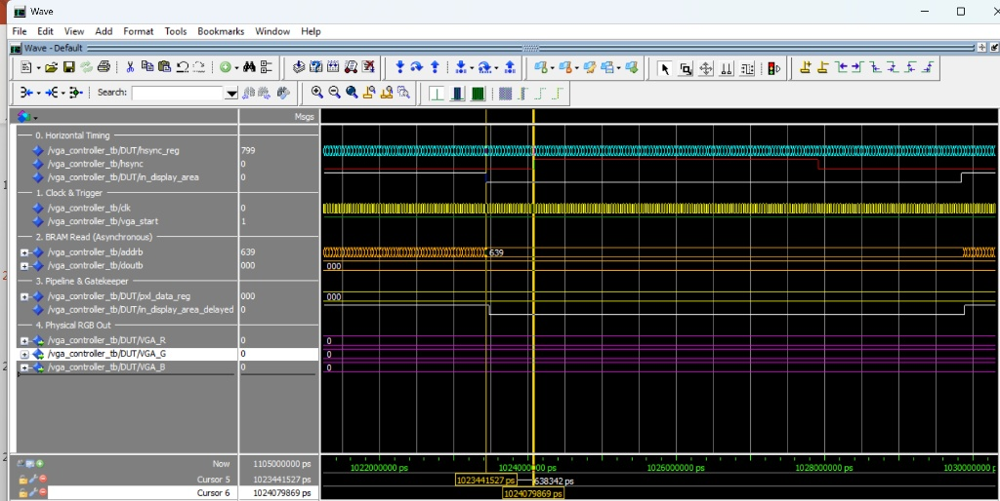 Wave
File Edit View Add Format Tools Bookmarks Window Help
Wave - Default
Search:
Msgs
0. Horizontal Timing
/vga_controller_tb/DUT/hsync_reg 799
/vga_controller_tb/hsync 0
/vga_controller_tb/DUT/in_display_area 0
1. Clock & Trigger
/vga_controller_tb/clk 0
/vga_controller_tb/vga_start 1
2. BRAM Read (Asynchronous)
/vga_controller_tb/addrb 639 639
/vga_controller_tb/doutb 000 000
3. Pipeline & Gatekeeper
/vga_controller_tb/DUT/pxl_data_reg 000 000
/vga_controller_tb/DUT/in_display_area_delayed 0
4. Physical RGB Out
/vga_controller_tb/DUT/VGA_R 0 0
/vga_controller_tb/DUT/VGA_G 0 0
/vga_controller_tb/DUT/VGA_B 0 0
Now 1105000000 ps 1022000000 ps 1024000000 ps 1026000000 ps 1028000000 ps 1030000000 p
Cursor 5 1023441527 ps 1023441527 ps 638342 ps
Cursor 6 1024079869 ps 1024079869 ps